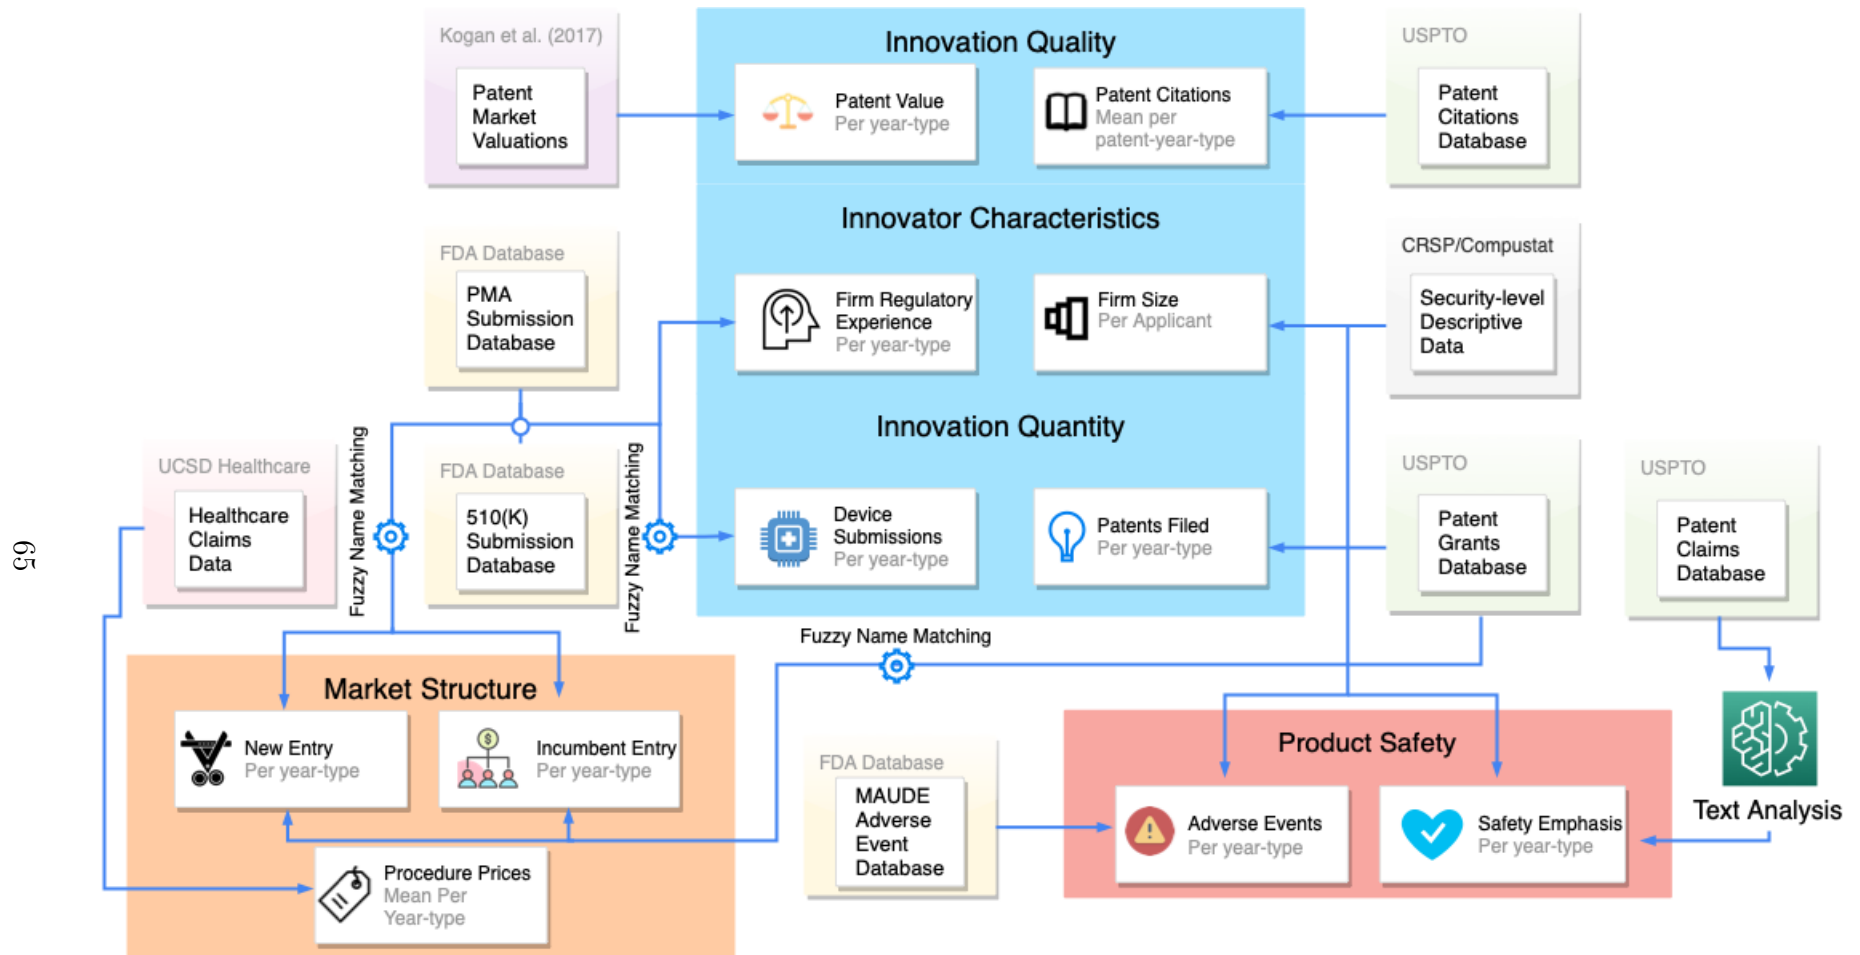 Kogan et al. (2017)
Patent
Market
Valuations
Innovation Quality
Patent Value
Per year-type
Patent Citations
Mean per
patent-year-type
USPTO
Patent
Citations
Database
Innovator Characteristics
FDA Database
PMA
Submission
Database
Firm Regulatory
Experience
Per year-type
Firm Size
Per Applicant
CRSP/Compustat
Security-level
Descriptive
Data
Innovation Quantity
UCSD Healthcare
Healthcare
Claims
Data
Fuzzy Name Matching
FDA Database
510(K)
Submission
Database
Fuzzy Name Matching
Device
Submissions
Per year-type
Patents Filed
Per year-type
USPTO
Patent
Grants
Database
USPTO
Patent
Claims
Database
65
Fuzzy Name Matching
Market Structure
New Entry
Per year-type
$
Incumbent Entry
Per year-type
Procedure Prices
Mean Per
Year-type
FDA Database
MAUDE
Adverse
Event
Database
Product Safety
Adverse Events
Per year-type
Safety Emphasis
Per year-type
Text Analysis